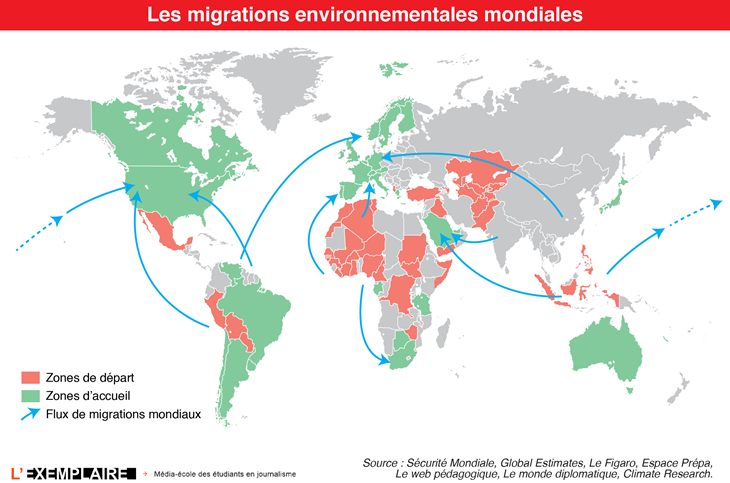 Les migrations environnementales mondiales
Zones de départ
Zones d'accueil
Flux de migrations mondiaux
Source : Sécurité Mondiale, Global Estimates, Le Figaro, Espace Prépa,
Le web pédagogique, Le monde diplomatique, Climate Research.
L'EXEMPLAIRE Média-école des étudiants en journalisme